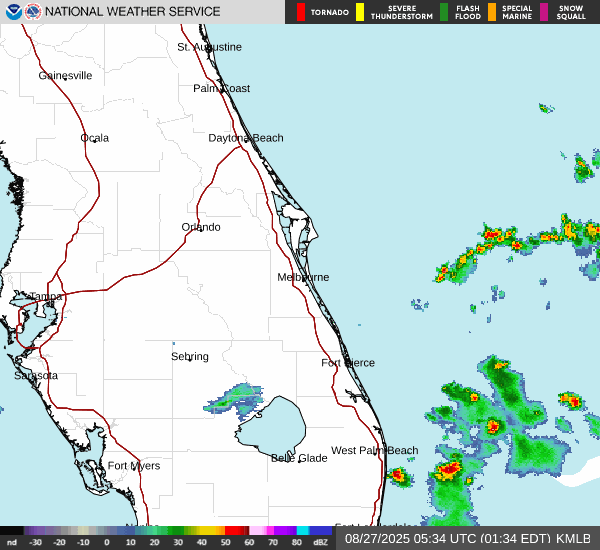 NATIONAL WEATHER SERVICE
TORNADO
SEVERE
THUNDERSTORM
FLASH
FLOOD
SPECIAL
MARINE
SNOW
SQUALL
St. Augustine
Gainesville
Palm Coast
Ocala
Daytona Beach
Orlando
Melbourne
Tampa
Sebring
Fort Pierce
Sarasota
West Palm Beach
Belle Glade
Fort Myers
nd -30 -20 -10 0 10 20 30 40 50 60 70 80 dBZ
08/27/2025 05:34 UTC (01:34 EDT) KMLB